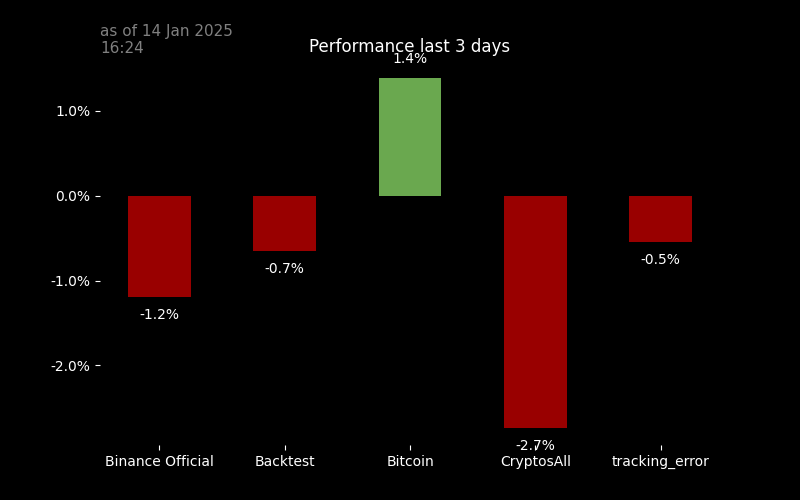 as of 14 Jan 2025
16:24
Performance last 3 days
1.4%
1.0%
0.0%
-1.0%
-2.0%
-1.2%
-0.7%
-2.7%
-0.5%
Binance Official
Backtest
Bitcoin
CryptosAll
tracking_error